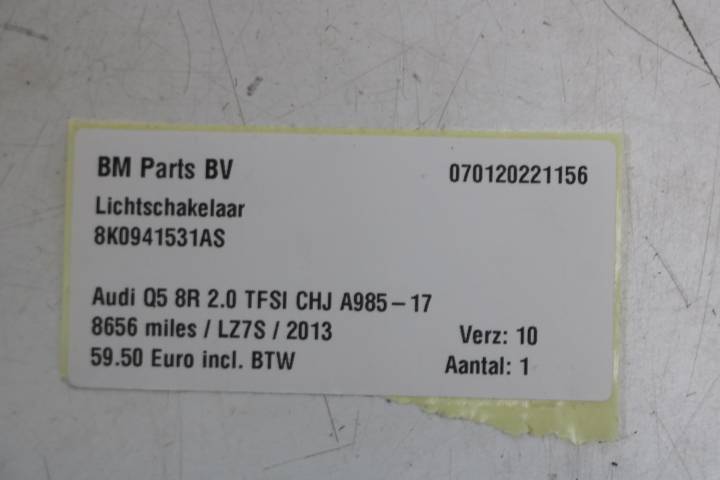 BM Parts BV 070120221156
Lichtschakelaar
8K0941531AS
Audi Q5 8R 2.0 TFSI CHJ A985-17
8656 miles / LZ7S / 2013 Verz: 10
59.50 Euro incl. BTW Aantal: 1